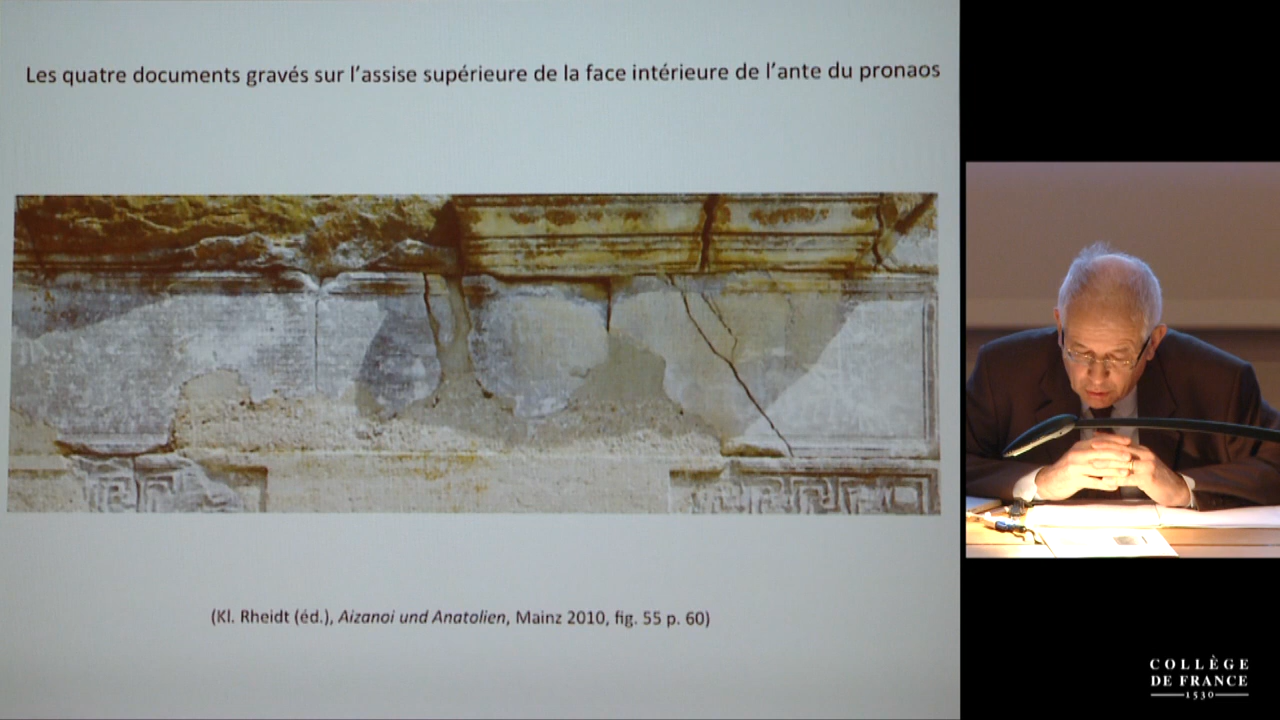 Les quatre documents gravés sur l'assise supérieure de la face intérieure de l'ante du pronaos
(Kl. Rheidt (éd.), Aizanoi und Anatolien, Mainz 2010, fig. 55 p. 60)
COLLÈGE
DE FRANCE
1530